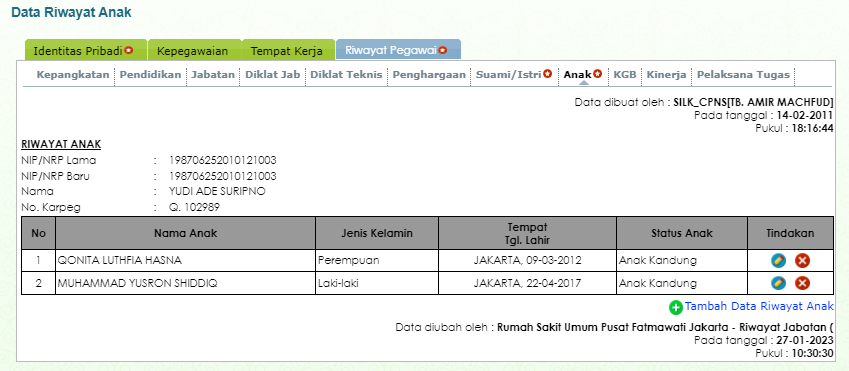 Data Riwayat Anak
Identitas Pribadi Kepegawaian Tempat Kerja Riwayat Pegawai
Kepangkatan Pendidikan Jabatan Diklat Jab Diklat Teknis Penghargaan Suami/Istri Anak KGB Kinerja Pelaksana Tugas
Data dibuat oleh : SILK_CPNS[TB. AMIR MACHFUD]
Pada tanggal : 14-02-2011
Pukul : 18:16:44
RIWAYAT ANAK
NIP/NRP Lama : 198706252010121003
NIP/NRP Baru : 198706252010121003
Nama : YUDI ADE SURIPNO
No. Karpeg : Q. 102989
No Nama Anak Jenis Kelamin Tempat Tgl. Lahir Status Anak Tindakan
1 QONITA LUTHFIA HASNA Perempuan JAKARTA, 09-03-2012 Anak Kandung
2 MUHAMMAD YUSRON SHIDDIQ Laki-laki JAKARTA, 22-04-2017 Anak Kandung
Tambah Data Riwayat Anak
Data diubah oleh : Rumah Sakit Umum Pusat Fatmawati Jakarta - Riwayat Jabatan (
Pada tanggal : 27-01-2023
Pukul : 10:30:30